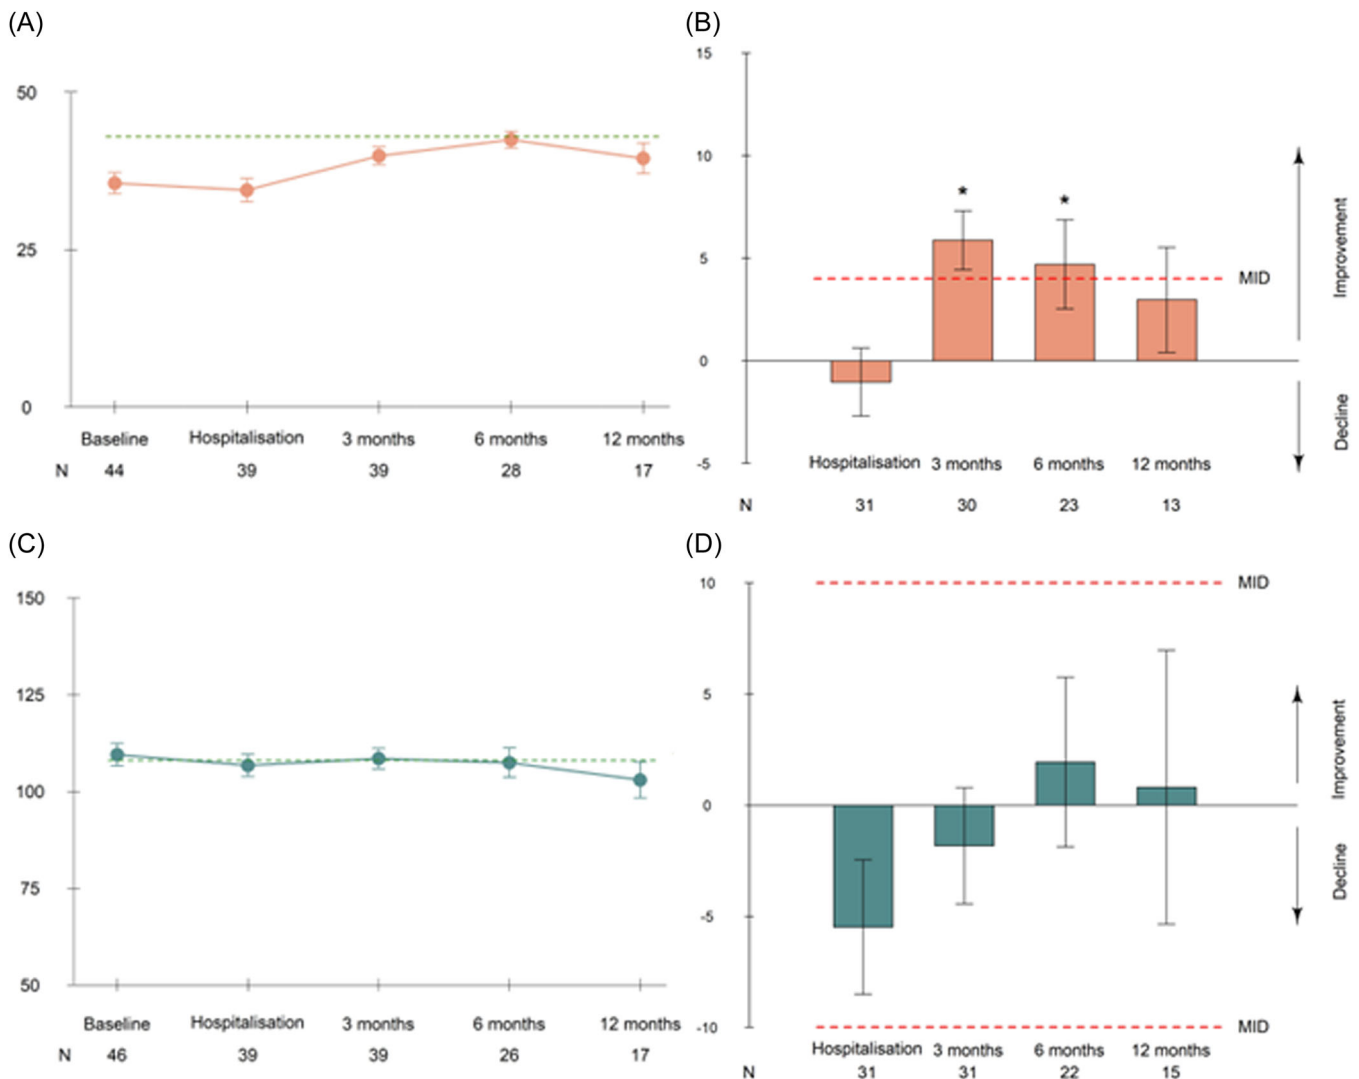 (A)
50
25
0
Baseline Hospitalisation 3 months 6 months 12 months
N 44 39 39 28 17
(B)
15
10
5
0
-5
* *
MID
Improvement
Decline
Hospitalisation 3 months 6 months 12 months
N 31 30 23 13
(C)
150
125
100
75
50
Baseline Hospitalisation 3 months 6 months 12 months
N 46 39 39 26 17
(D)
10
5
0
-5
-10
MID
Improvement
Decline
MID
Hospitalisation 3 months 6 months 12 months
N 31 31 22 15